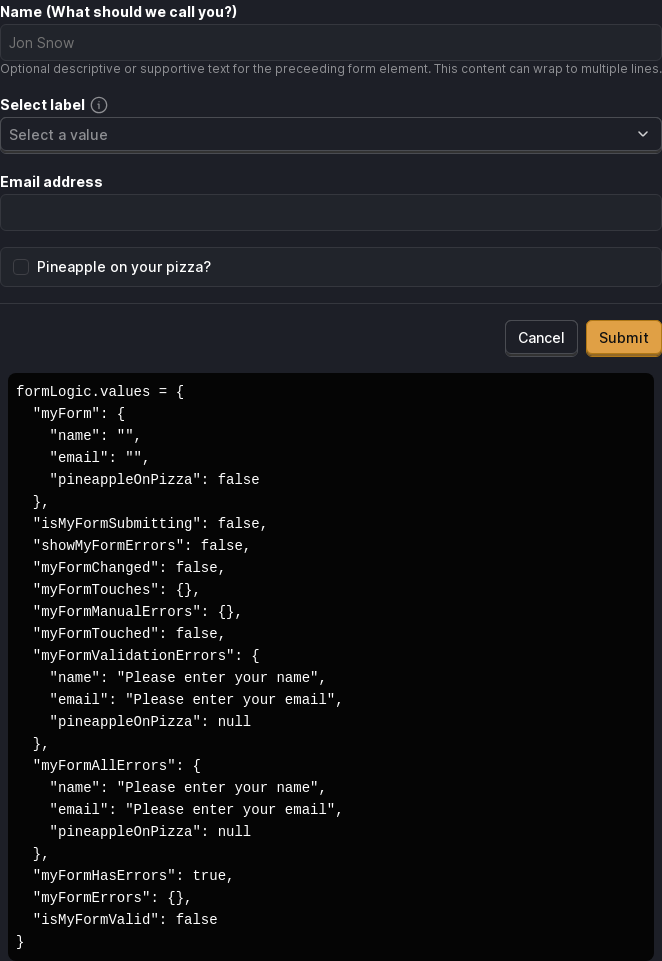 Name (What should we call you?)
Jon Snow
Optional descriptive or supportive text for the preceeding form element. This content can wrap to multiple lines.
Select label
Select a value
Email address
Pineapple on your pizza?
Cancel
Submit
formLogic.values = {
  "myForm": {
    "name": "",
    "email": "",
    "pineappleOnPizza": false
  },
  "isMyFormSubmitting": false,
  "showMyFormErrors": false,
  "myFormChanged": false,
  "myFormTouches": {},
  "myFormManualErrors": {},
  "myFormTouched": false,
  "myFormValidationErrors": {
    "name": "Please enter your name",
    "email": "Please enter your email",
    "pineappleOnPizza": null
  },
  "myFormAllErrors": {
    "name": "Please enter your name",
    "email": "Please enter your email",
    "pineappleOnPizza": null
  },
  "myFormHasErrors": true,
  "myFormErrors": {},
  "isMyFormValid": false
}